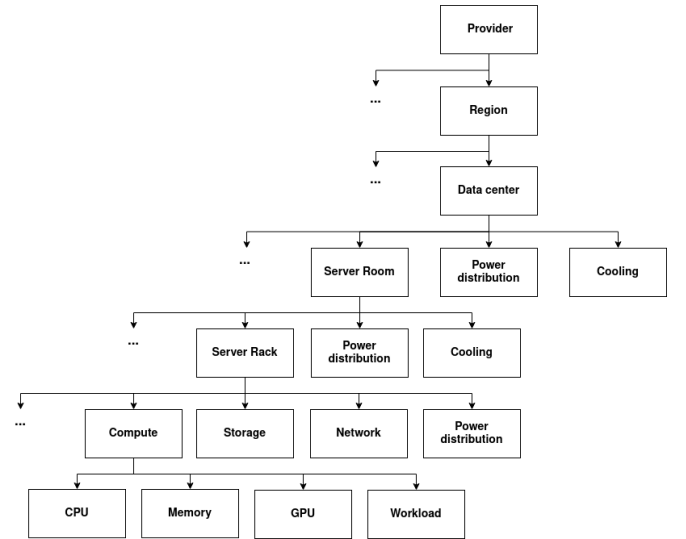 Provider
...
Region
...
Data center
...
Server Room
Power
distribution
Cooling
...
Server Rack
Power
distribution
Cooling
...
Compute
Storage
Network
Power
distribution
CPU
Memory
GPU
Workload